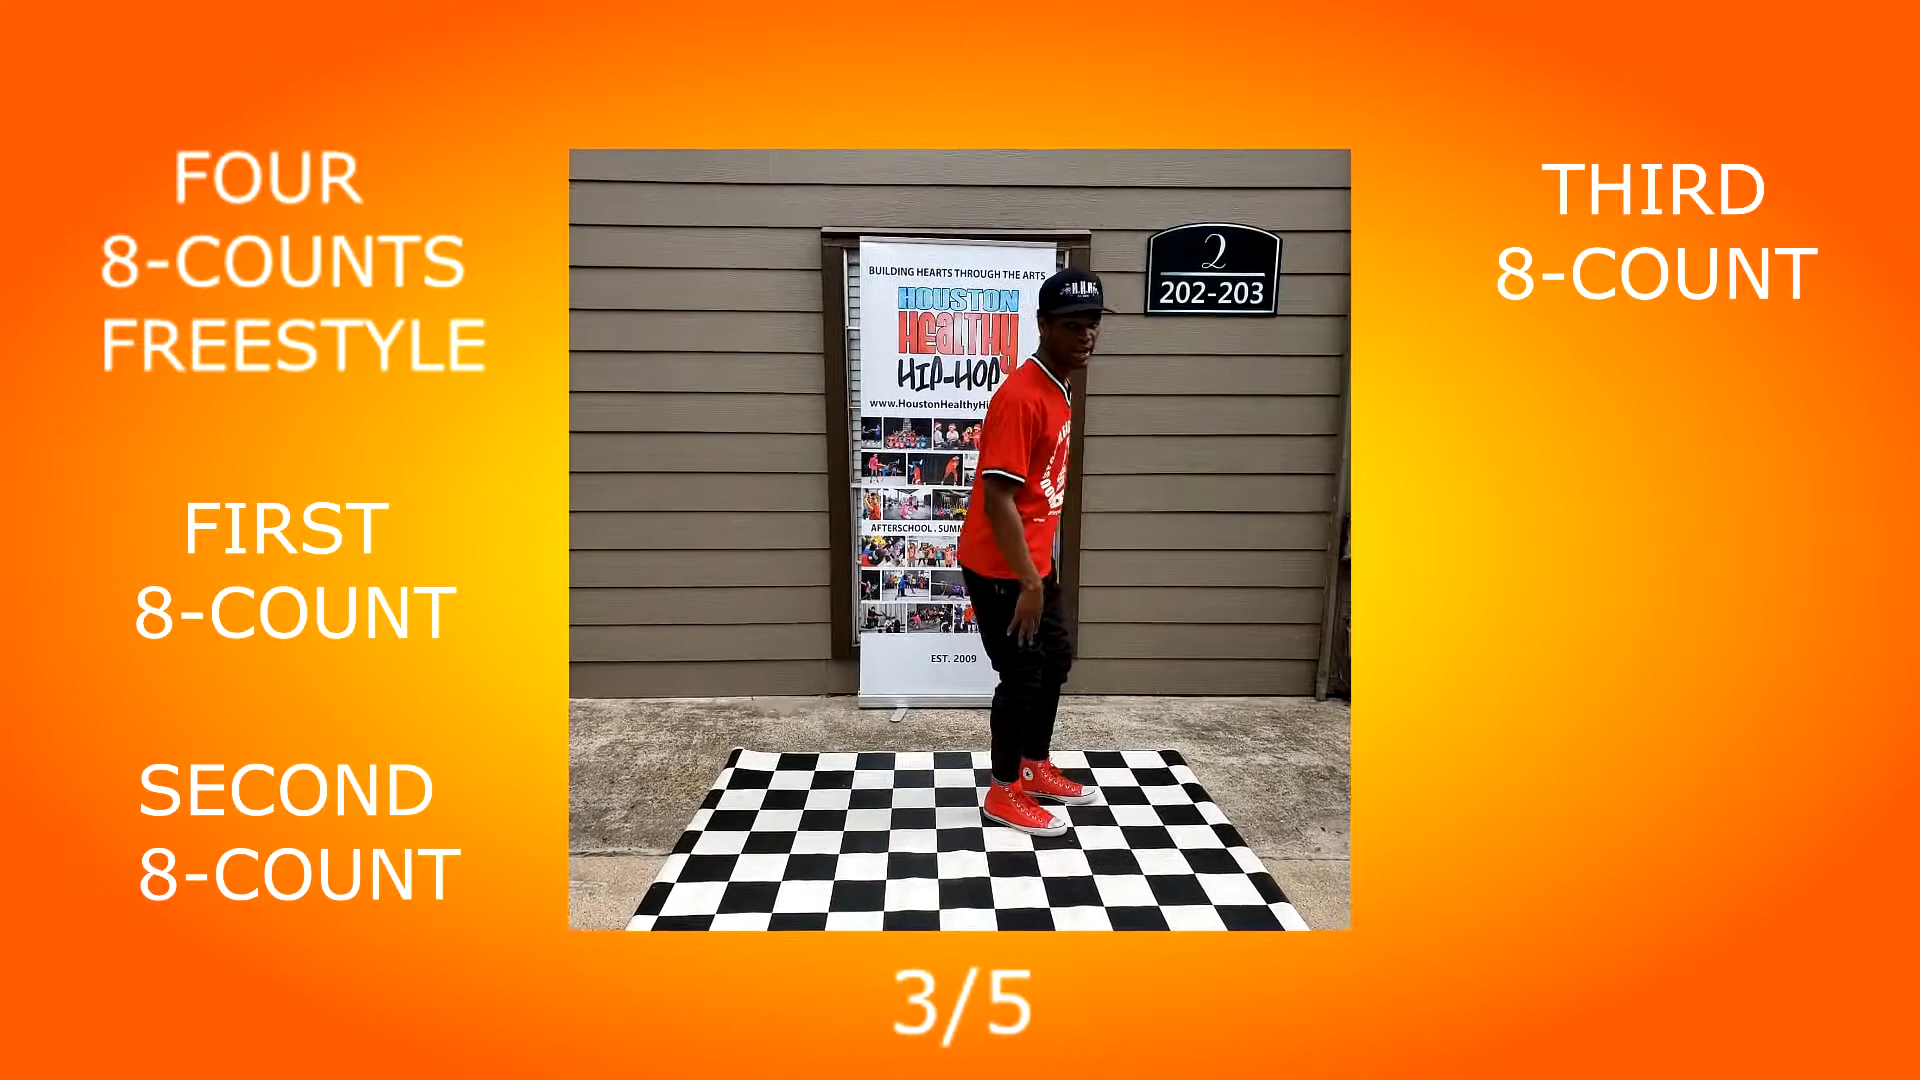 FOUR
8-COUNTS
FREESTYLE
FIRST
8-COUNT
SECOND
8-COUNT
THIRD
8-COUNT
BUILDING HEARTS THROUGH THE ARTS
HOUSTON
HEALTHY
HIP-HOP
www.HoustonHealthyHi
AFTERSCHOOL . SUMM
EST. 2009
2
202-203
3/5